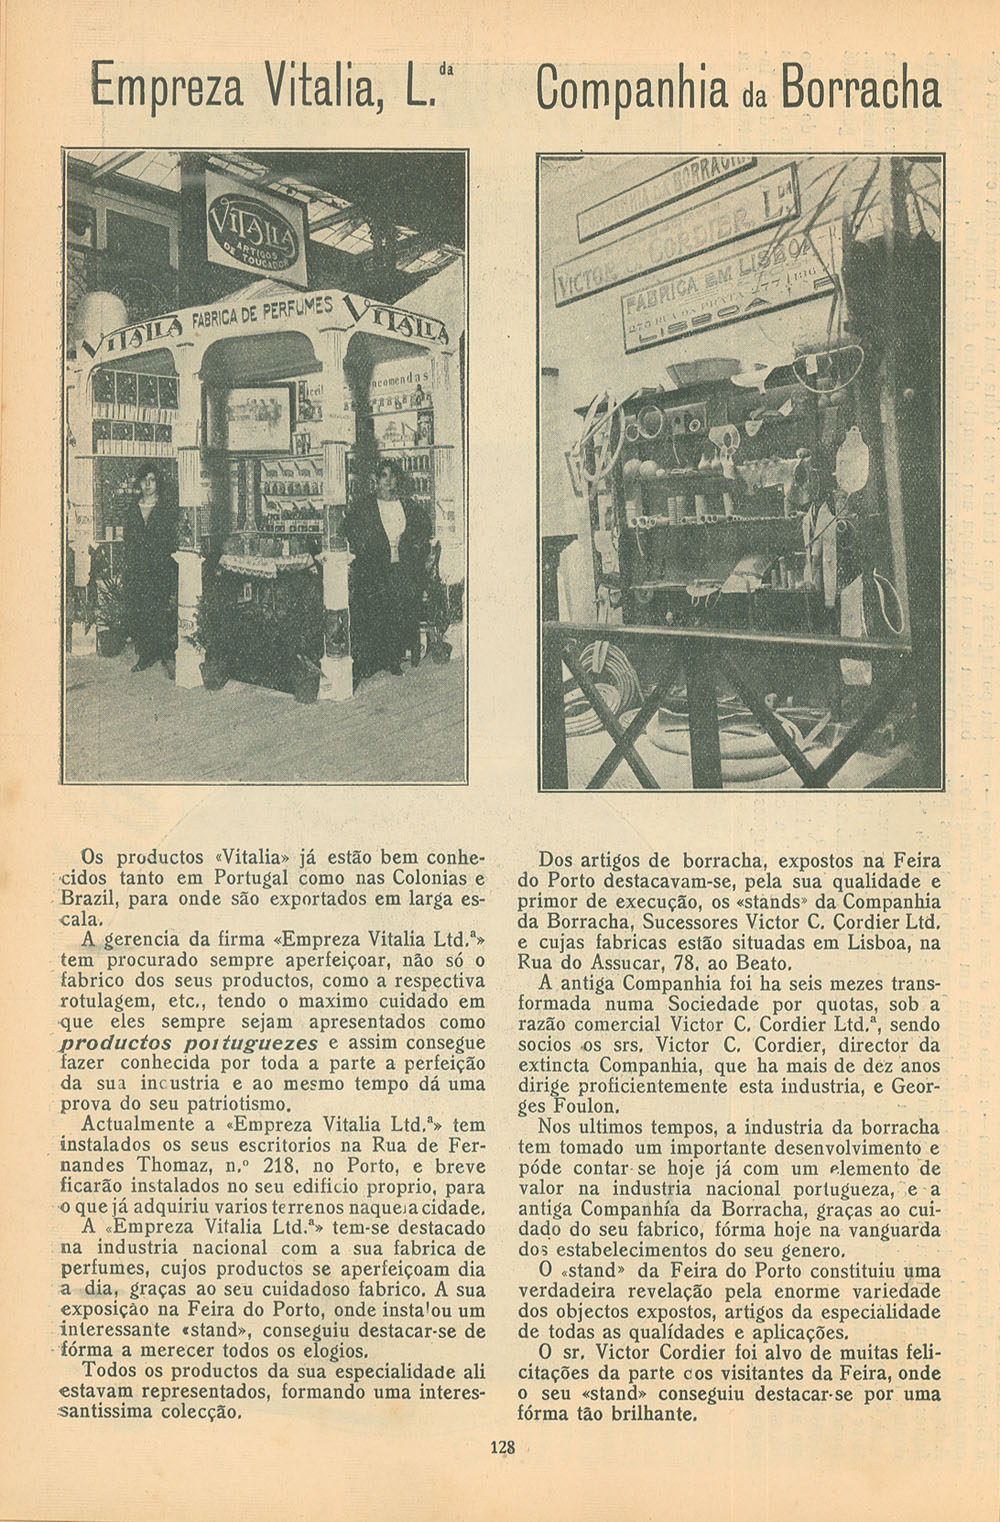 Empreza Vitalia, L.da
VITALIA
ARTIGOS
DE TOUCADOR
VITALIA FABRICA DE PERFUMES VITALIA
Os productos «Vitalia» já estão bem conhe-
cidos tanto em Portugal como nas Colonias e
Brazil, para onde são exportados em larga es-
cala.
A gerencia da firma «Empreza Vitalia Ltd.ª»
tem procurado sempre aperfeiçoar, não só o
fabrico dos seus productos, como a respectiva
rotulagem, etc., tendo o maximo cuidado em
que eles sempre sejam apresentados como
productos portuguezes e assim consegue
fazer conhecida por toda a parte a perfeição
da sua incustria e ao mesmo tempo dá uma
prova do seu patriotismo.
Actualmente a «Empreza Vitalia Ltd.ª» tem
instalados os seus escritorios na Rua de Fer-
nandes Thomaz, n.º 218, no Porto, e breve
ficarão instalados no seu edificio proprio, para
o que já adquiriu varios terrenos naquela cidade.
A «Empreza Vitalia Ltd.ª» tem-se destacado
na industria nacional com a sua fabrica de
perfumes, cujos productos se aperfeiçoam dia
a dia, graças ao seu cuidadoso fabrico. A sua
exposição na Feira do Porto, onde instalou um
interessante «stand», conseguiu destacar-se de
fórma a merecer todos os elogios.
Todos os productos da sua especialidade ali
estavam representados, formando uma interes-
santissima colecção.
Companhia da Borracha
COMPANHIA DA BORRACHA
VICTOR C. CORDIER L.da
FABRICA EM LISBOA
LISBOA
Dos artigos de borracha, expostos na Feira
do Porto destacavam-se, pela sua qualidade e
primor de execução, os «stands» da Companhia
da Borracha, Sucessores Victor C. Cordier Ltd.
e cujas fabricas estão situadas em Lisboa, na
Rua do Assucar, 78, ao Beato.
A antiga Companhia foi ha seis mezes trans-
formada numa Sociedade por quotas, sob a
razão comercial Victor C. Cordier Ltd.ª, sendo
socios os srs. Victor C. Cordier, director da
extincta Companhia, que ha mais de dez anos
dirige proficientemente esta industria, e Geor-
ges Foulon.
Nos ultimos tempos, a industria da borracha
tem tomado um importante desenvolvimento e
póde contar-se hoje já com um elemento de
valor na industria nacional portugueza, e a
antiga Companhía da Borracha, graças ao cui-
dado do seu fabrico, fórma hoje na vanguarda
dos estabelecimentos do seu genero.
O «stand» da Feira do Porto constituiu uma
verdadeira revelação pela enorme variedade
dos objectos expostos, artigos da especialidade
de todas as qualídades e aplicações.
O sr. Victor Cordier foi alvo de muitas feli-
citações da parte cos visitantes da Feira, onde
o seu «stand» conseguiu destacar-se por uma
fórma tão brilhante.
128